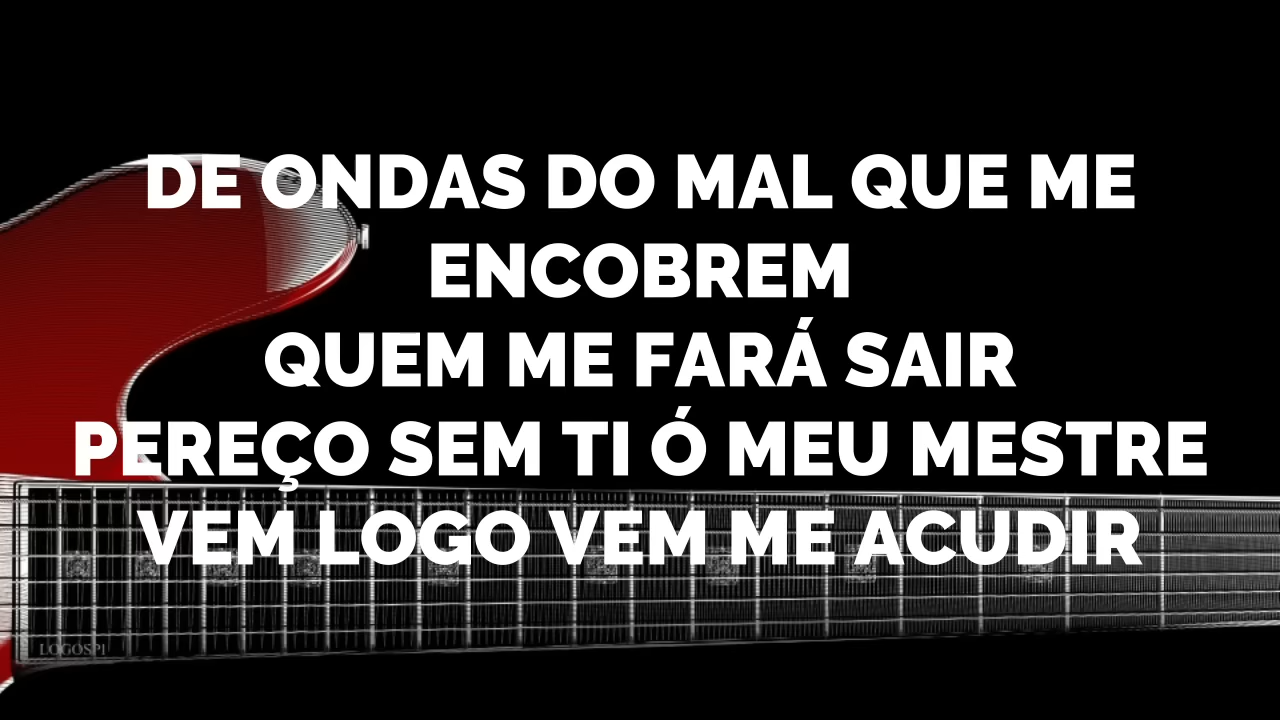 DE ONDAS DO MAL QUE ME
ENCOBREM
QUEM ME FARÁ SAIR
PEREÇO SEM TI Ó MEU MESTRE
VEM LOGO VEM ME ACUDIR
LOGOSPI